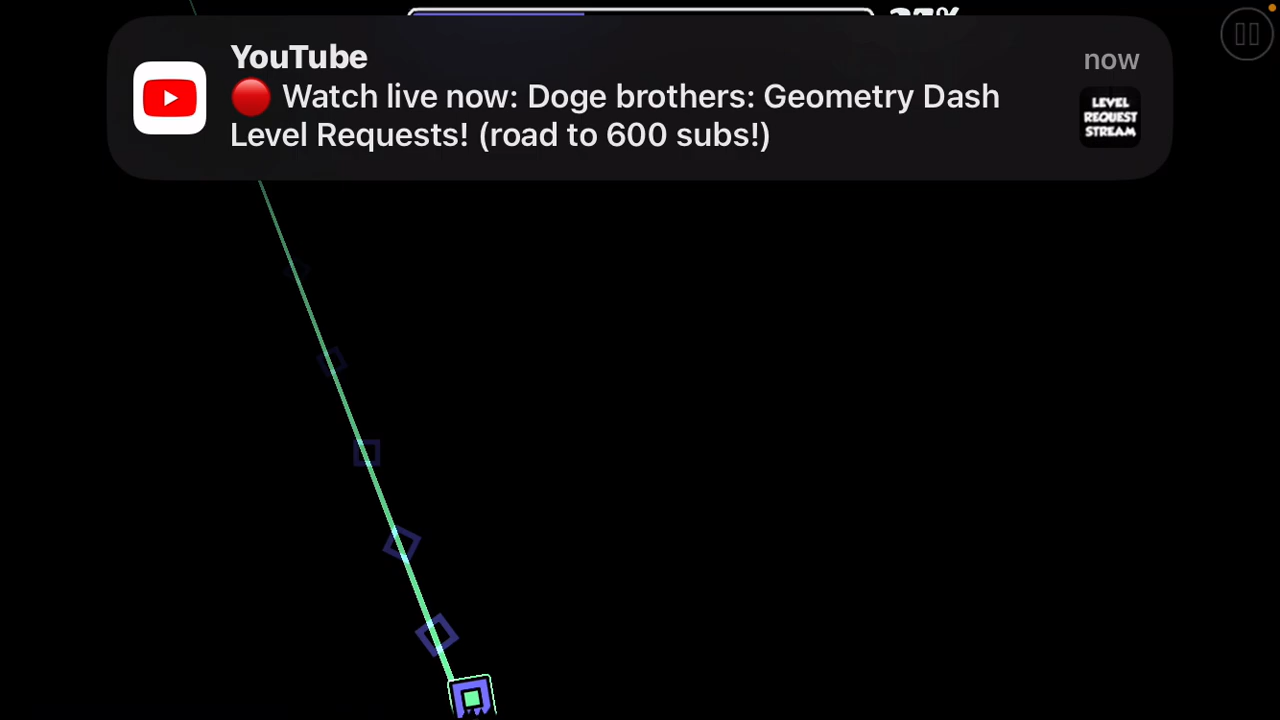 YouTube
now
🔴 Watch live now: Doge brothers: Geometry Dash
Level Requests! (road to 600 subs!)
LEVEL
REQUEST
STREAM